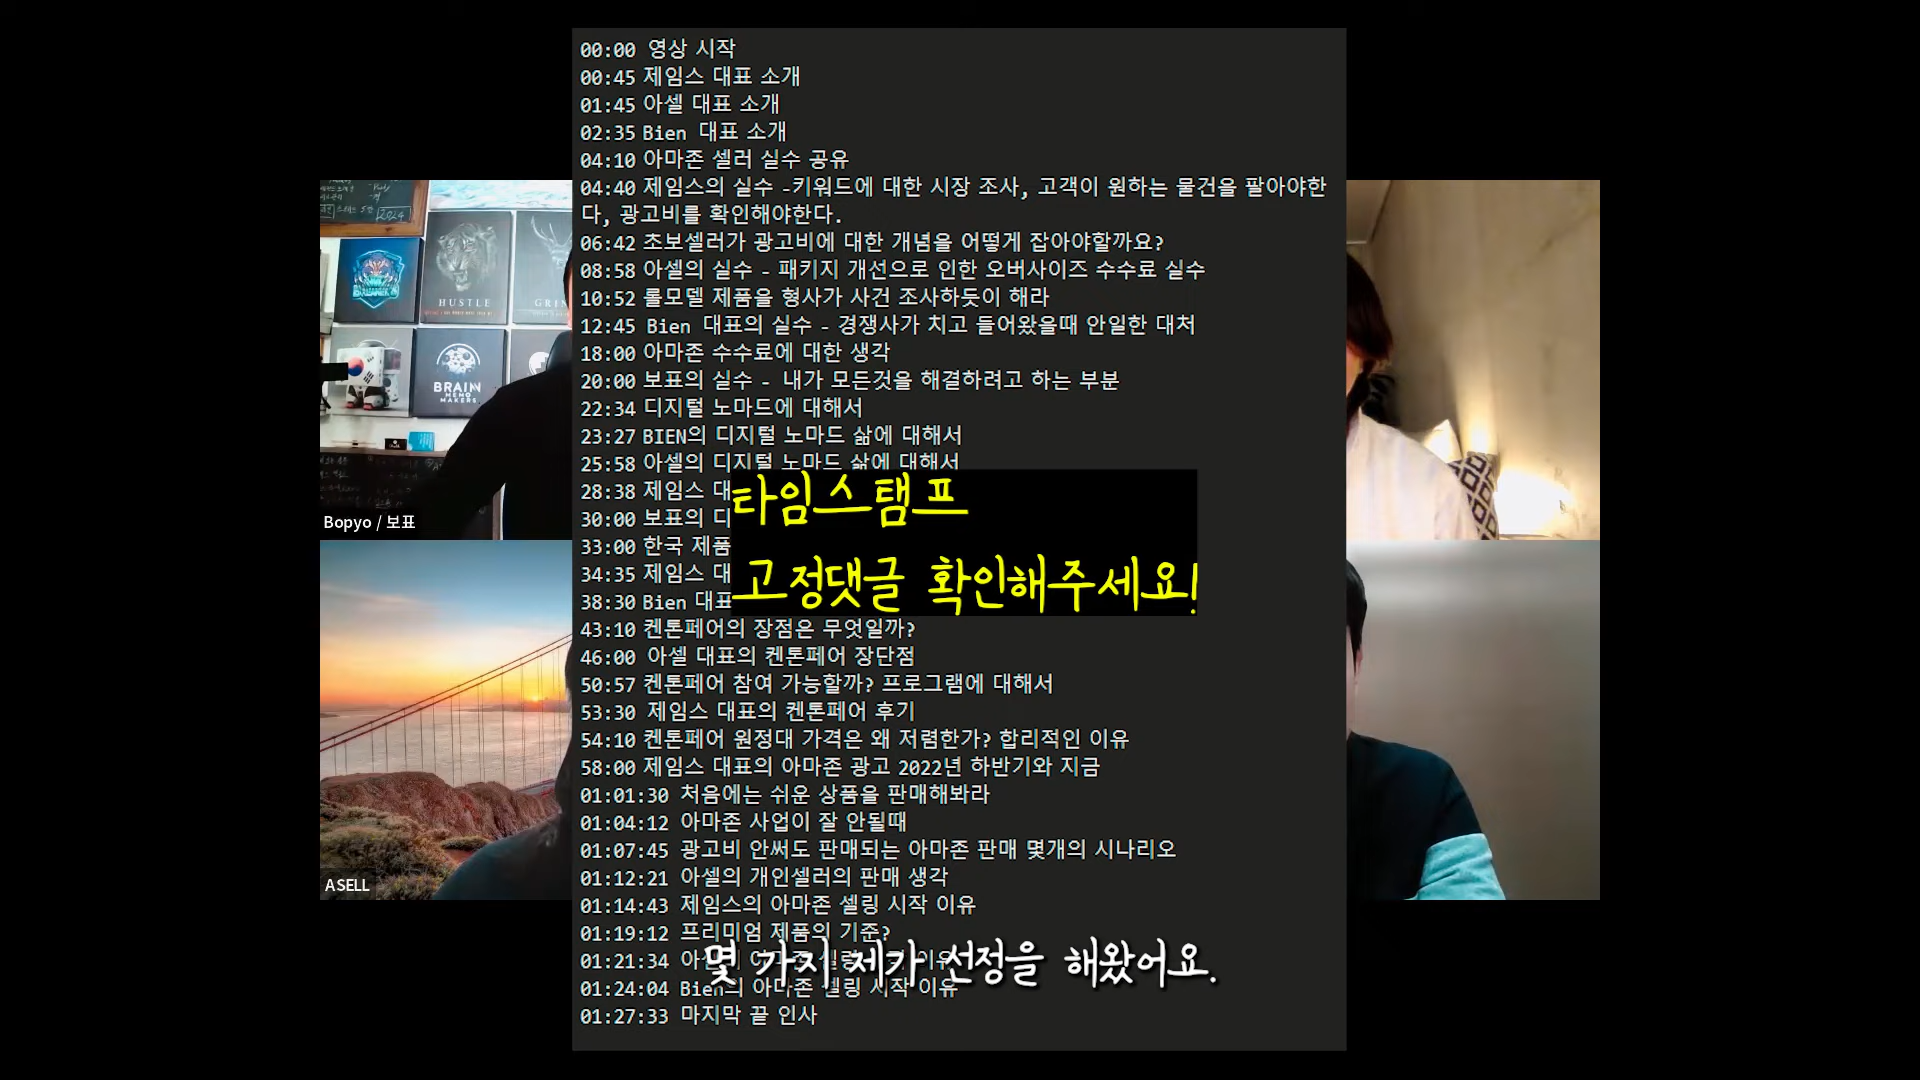 00:00 영상 시작
00:45 제임스 대표 소개
01:45 아셀 대표 소개
02:35 Bien 대표 소개
04:10 아마존 셀러 실수 공유
04:40 제임스의 실수 -키워드에 대한 시장 조사, 고객이 원하는 물건을 팔아야한
다, 광고비를 확인해야한다.
06:42 초보셀러가 광고비에 대한 개념을 어떻게 잡아야할까요?
08:58 아셀의 실수 - 패키지 개선으로 인한 오버사이즈 수수료 실수
10:52 롤모델 제품을 형사가 사건 조사하듯이 해라
12:45 Bien 대표의 실수 - 경쟁사가 치고 들어왔을때 안일한 대처
18:00 아마존 수수료에 대한 생각
20:00 보표의 실수 - 내가 모든것을 해결하려고 하는 부분
22:34 디지털 노마드에 대해서
23:27 BIEN의 디지털 노마드 삶에 대해서
25:58 아셀의 디지털 노마드 삶에 대해서
28:38 제임스 대
30:00 보표의 디
33:00 한국 제품
34:35 제임스 대
38:30 Bien 대표
타임스탬프
고정댓글 확인해주세요!
43:10 켄톤페어의 장점은 무엇일까?
46:00 아셀 대표의 켄톤페어 장단점
50:57 켄톤페어 참여 가능할까? 프로그램에 대해서
53:30 제임스 대표의 켄톤페어 후기
54:10 켄톤페어 원정대 가격은 왜 저렴한가? 합리적인 이유
58:00 제임스 대표의 아마존 광고 2022년 하반기와 지금
01:01:30 처음에는 쉬운 상품을 판매해봐라
01:04:12 아마존 사업이 잘 안될때
01:07:45 광고비 안써도 판매되는 아마존 판매 몇개의 시나리오
01:12:21 아셀의 개인셀러의 판매 생각
01:14:43 제임스의 아마존 셀링 시작 이유
01:19:12 프리미엄 제품의 기준?
01:21:34
몇 가지 제가 선정을 해왔어요.
01:24:04 Bien의 아마존 셀링 시작 이유
01:27:33 마지막 끝 인사
HUSTLE
BRAIN
MAKERS
2024
Bopyo / 보표
ASELL